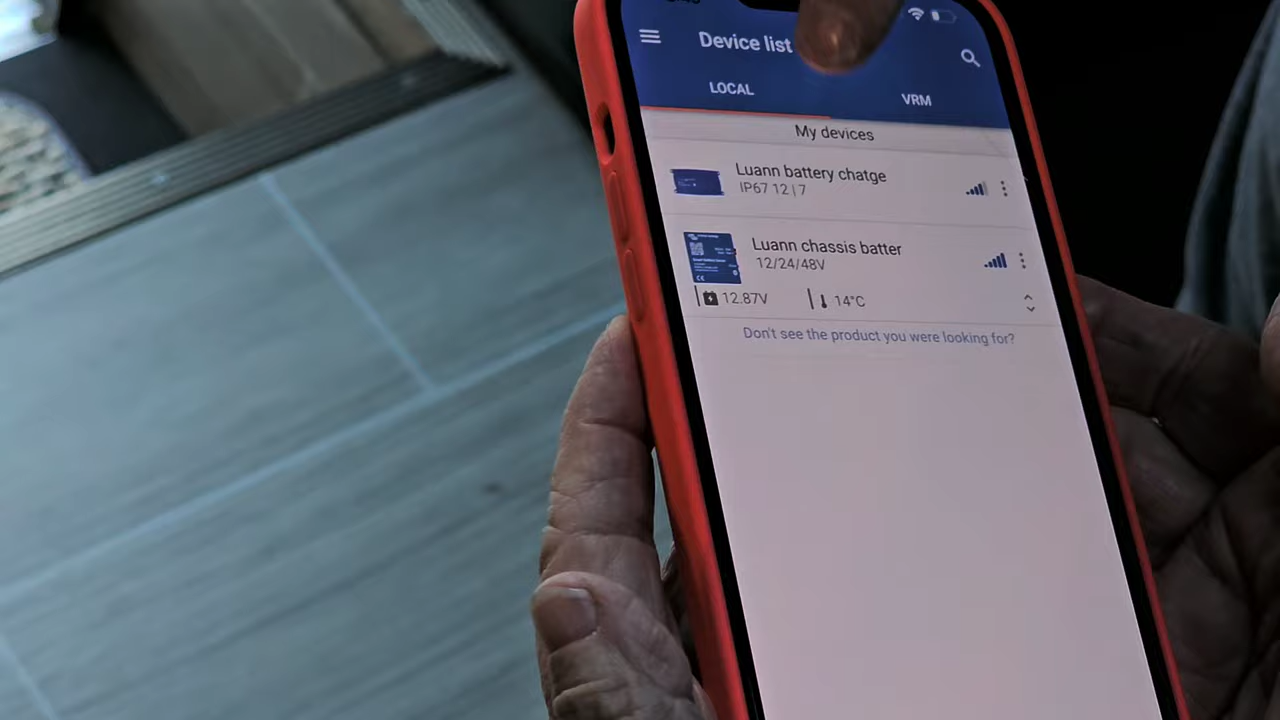 Device list
LOCAL
VRM
My devices
Luann battery chatge
IP67 12|7
Luann chassis batter
12/24/48V
12.87V
14°C
Don't see the product you were looking for?